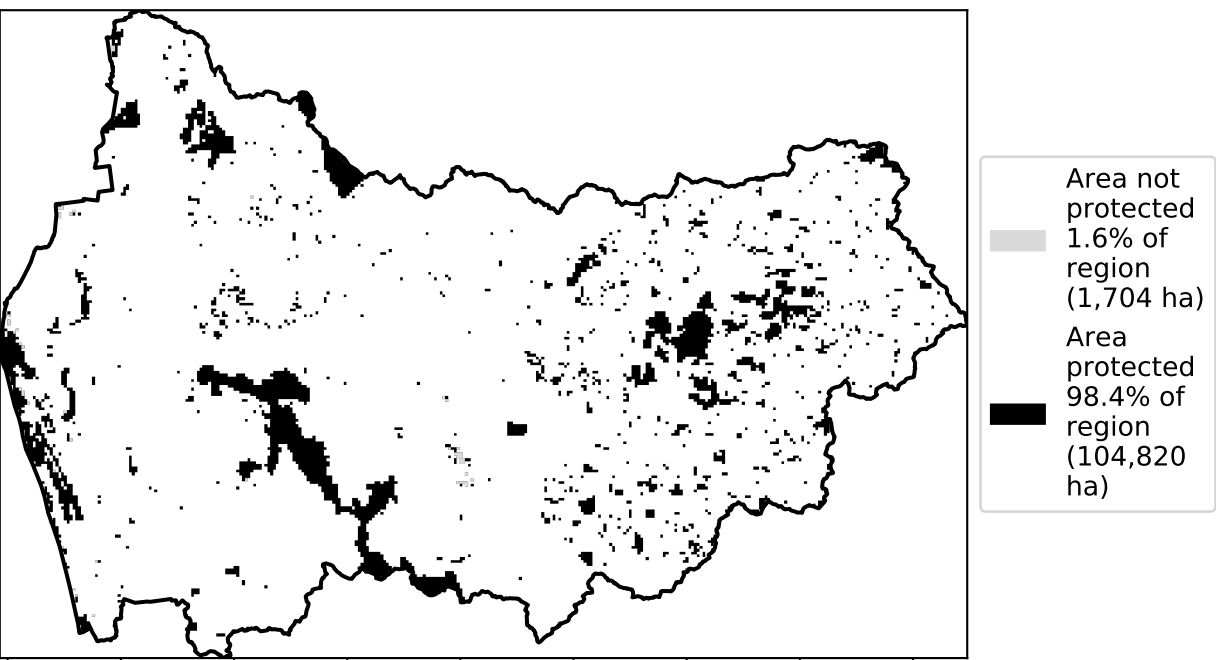 Area not
protected
1.6% of
region
(1,704 ha)
Area
protected
98.4% of
region
(104,820
ha)